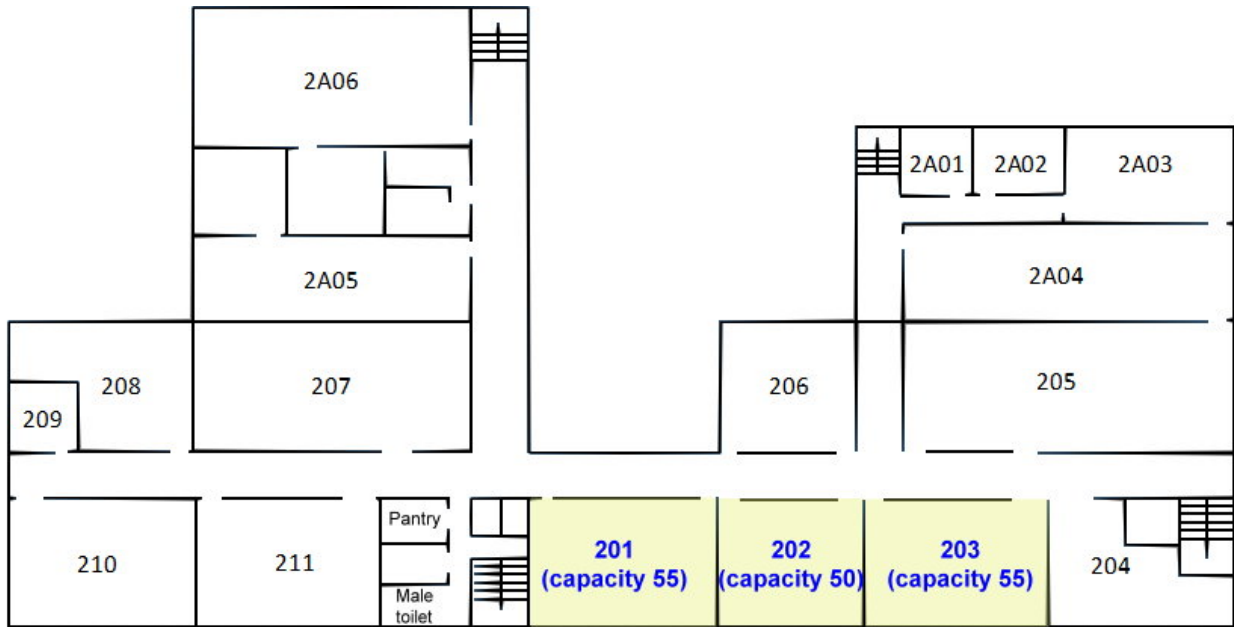 2A06
2A01
2A02
2A03
2A05
2A04
208
207
206
205
209
Pantry
201
(capacity 55)
202
(capacity 50)
203
(capacity 55)
210
211
204
Male
toilet